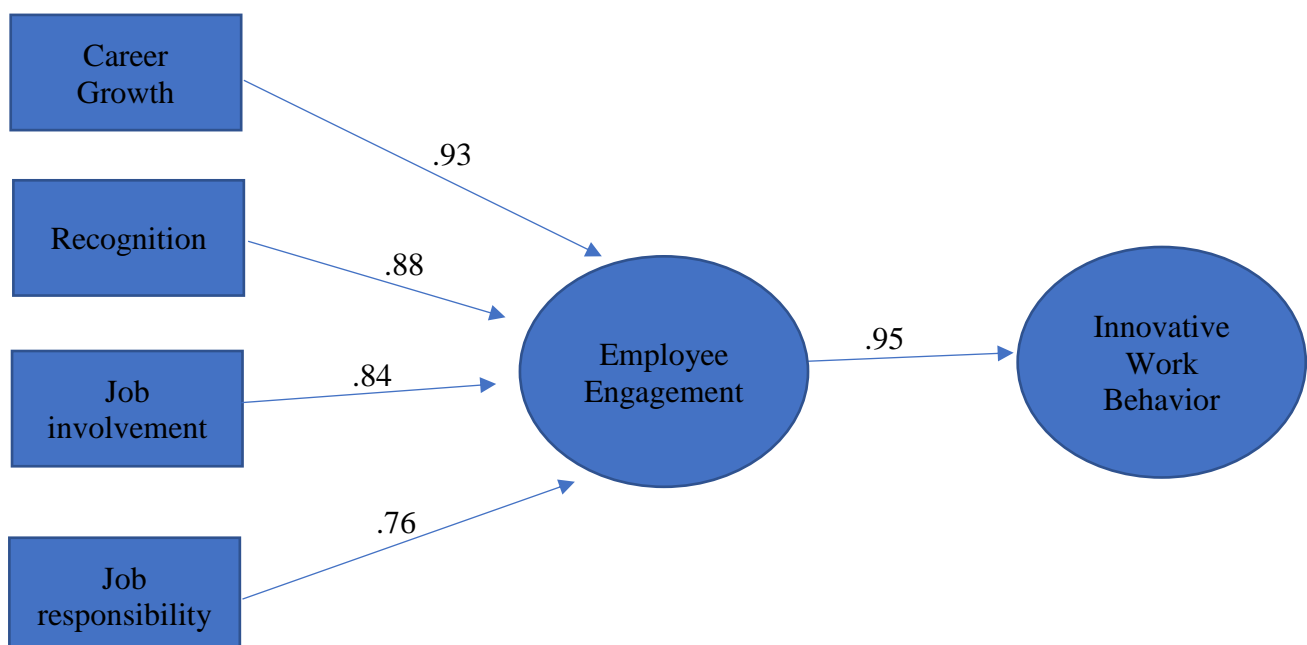 Career
Growth
.93
Recognition
.88
Job
involvement
.84
Job
responsibility
.76
Employee
Engagement
.95
Innovative
Work
Behavior